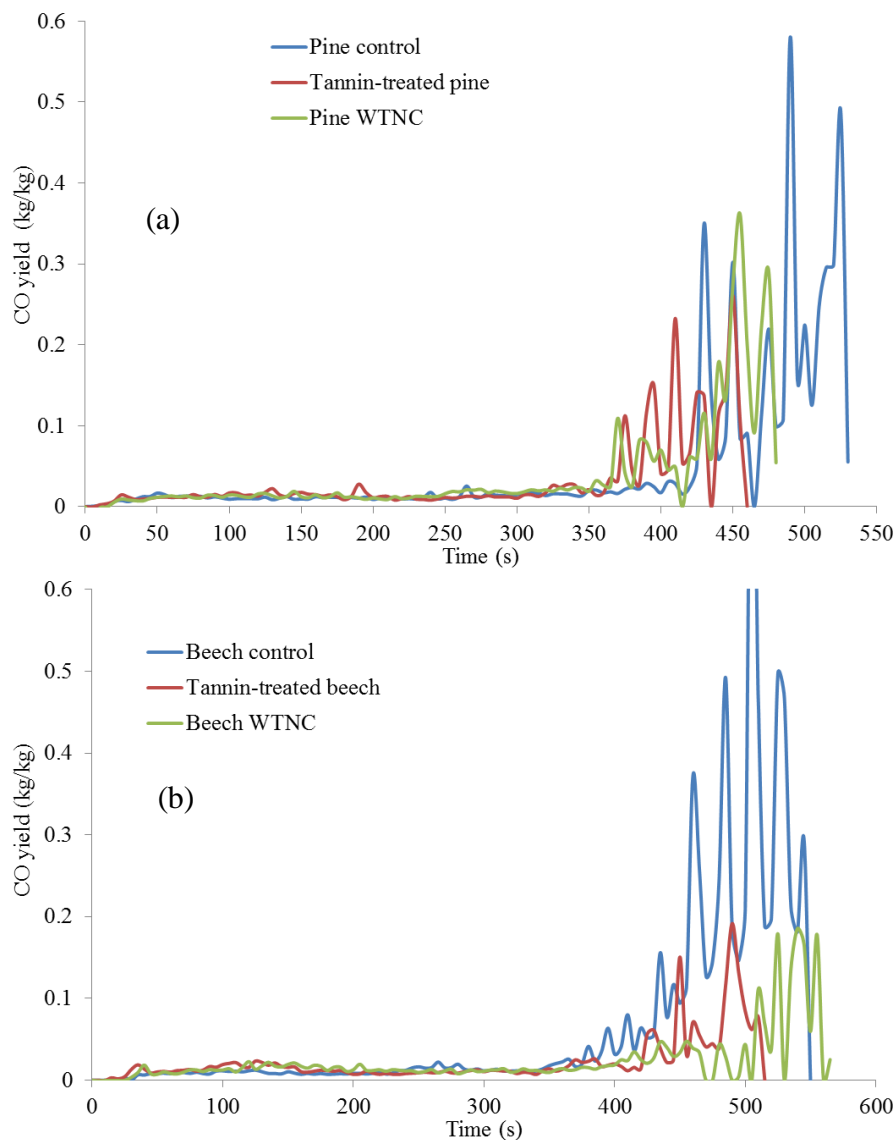 0.6
Pine control
Tannin-treated pine
Pine WTNC
0.5
0.4
CO yield (kg/kg)
(a)
0.3
0.2
0.1
0
0 50 100 150 200 250 300 350 400 450 500 550
Time (s)
0.6
Beech control
Tannin-treated beech
Beech WTNC
0.5
0.4
CO yield (kg/kg)
(b)
0.3
0.2
0.1
0
0 100 200 300 400 500 600
Time (s)